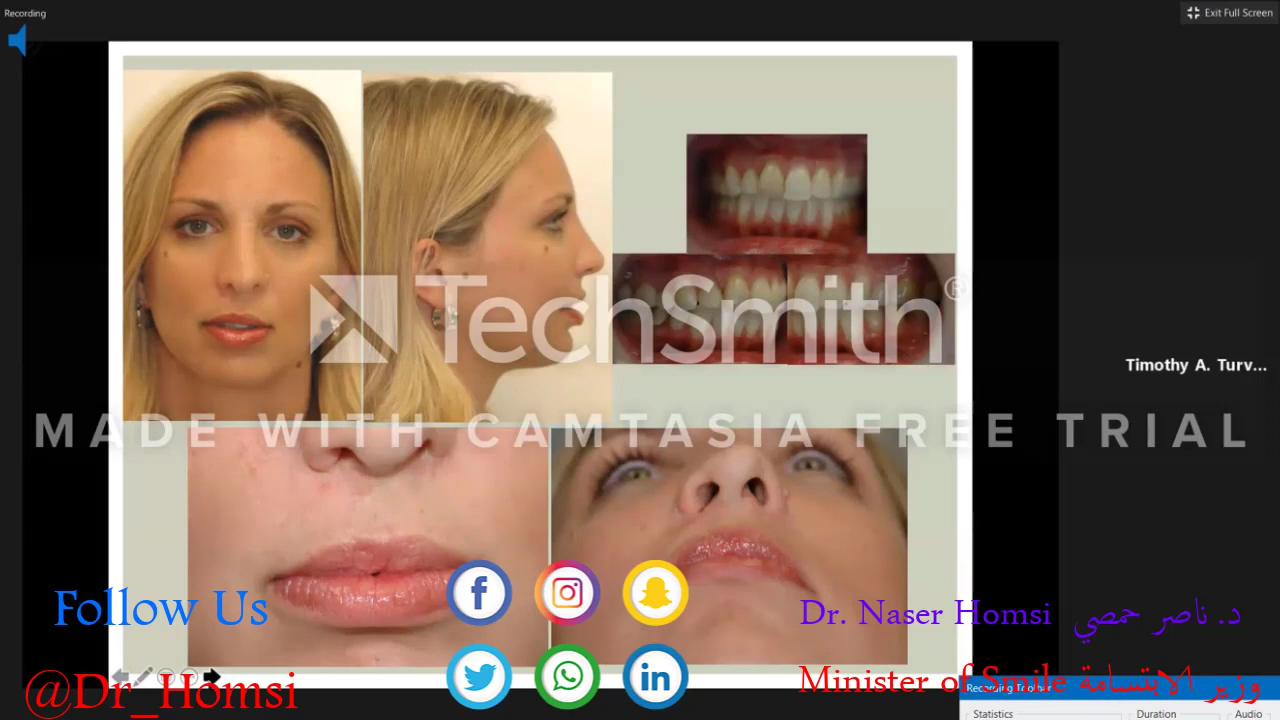 Recording
Exit Full Screen
TechSmith®
Timothy A. Turv...
MADE WITH CAMTASIA FREE TRIAL
Follow Us
Dr. Naser Homsi د. ناصر حمصي
@Dr_Homsi
Minister of Smile وزير الابتسامة
Recording Toolbar
Statistics Duration Audio